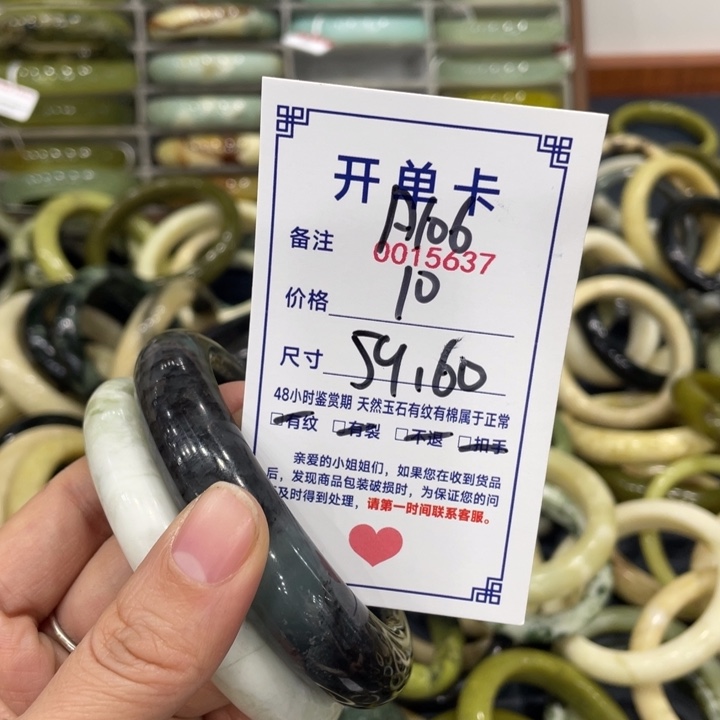 开单卡
A106
备注 0015637
价格 10
尺寸 54,60
48小时鉴赏期 天然玉石有纹有棉属于正常
□有纹 □有裂 □不退 □扣手
亲爱的小姐姐们，如果您在收到货品
后，发现商品包装破损时，为保证您的问
及时得到处理，请第一时间联系客服。